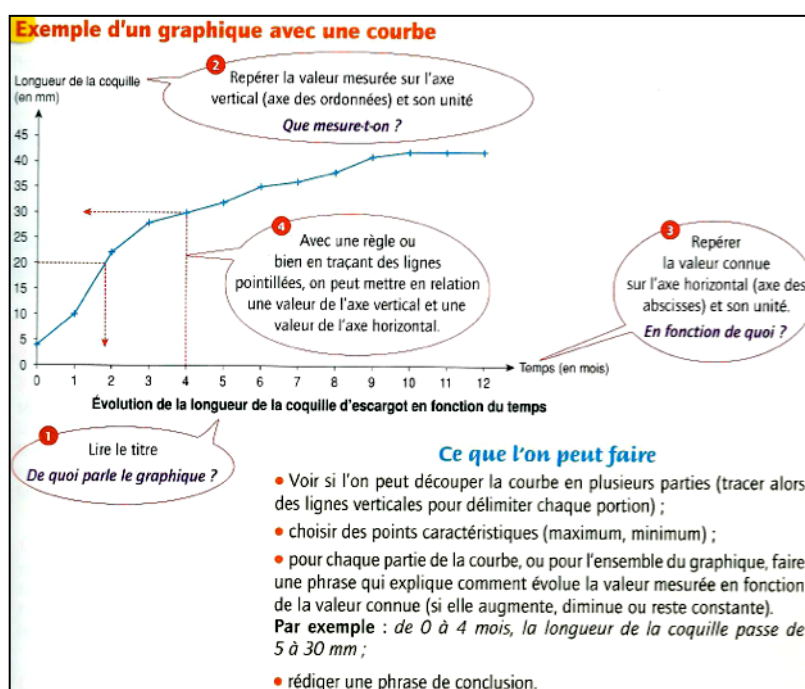 Exemple d'un graphique avec une courbe
Longueur de la coquille
(en mm)
2
Repérer la valeur mesurée sur l'axe
vertical (axe des ordonnées) et son unité
Que mesure-t-on ?
45
40
35
30
25
20
15
10
5
0
4
Avec une règle ou
bien en traçant des lignes
pointillées, on peut mettre en relation
une valeur de l'axe vertical et une
valeur de l'axe horizontal.
3
Repérer
la valeur connue
sur l'axe horizontal (axe des
abscisses) et son unité.
En fonction de quoi ?
0 1 2 3 4 5 6 7 8 9 10 11 12
Temps (en mois)
Évolution de la longueur de la coquille d'escargot en fonction du temps
1
Lire le titre
De quoi parle le graphique ?
Ce que l'on peut faire
• Voir si l'on peut découper la courbe en plusieurs parties (tracer alors
des lignes verticales pour délimiter chaque portion) ;
• choisir des points caractéristiques (maximum, minimum) ;
• pour chaque partie de la courbe, ou pour l'ensemble du graphique, faire
une phrase qui explique comment évolue la valeur mesurée en fonction
de la valeur connue (si elle augmente, diminue ou reste constante).
Par exemple : de 0 à 4 mois, la longueur de la coquille passe de
5 à 30 mm ;
• rédiger une phrase de conclusion.